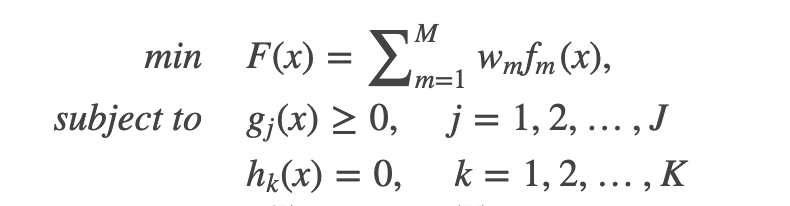 min F(x) = ∑_{m=1}^{M} w_m f_m(x),
subject to g_j(x) ≥ 0, j = 1, 2, … , J
h_k(x) = 0, k = 1, 2, … , K